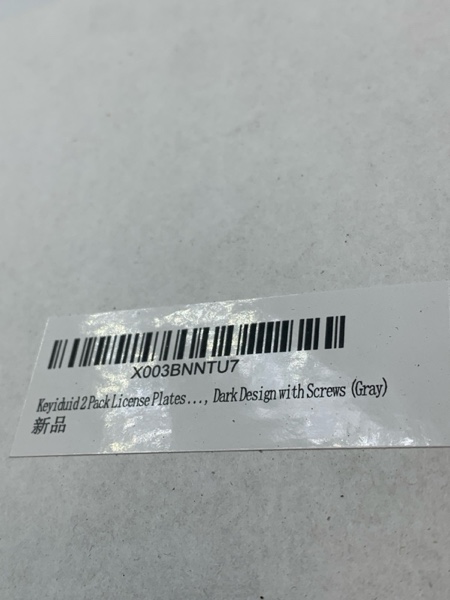 X003BNNTU7
Keyiduid 2 Pack License Plates..., Dark Design with Screws (Gray)
新品